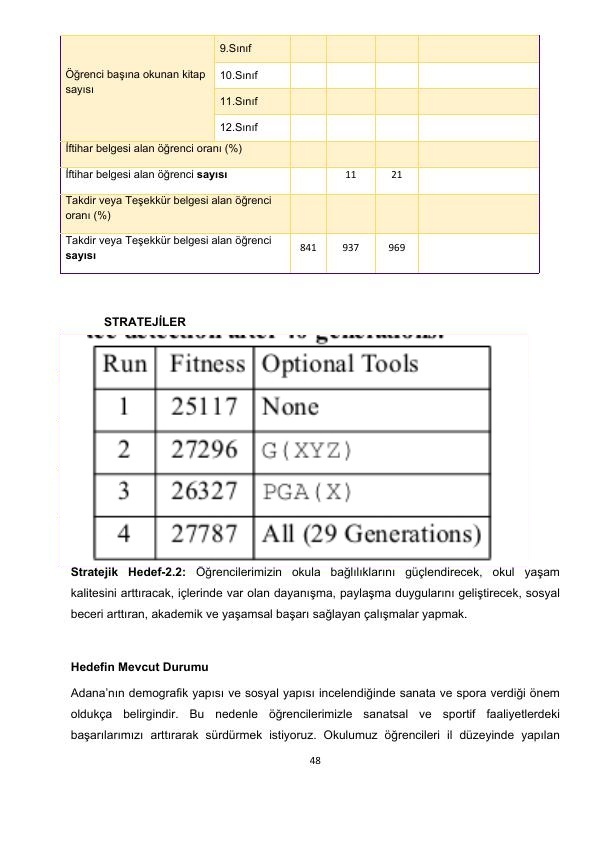 9.Sınıf
Öğrenci başına okunan kitap
sayısı
10.Sınıf
11.Sınıf
12.Sınıf
İftihar belgesi alan öğrenci oranı (%)
İftihar belgesi alan öğrenci sayısı 11 21
Takdir veya Teşekkür belgesi alan öğrenci
oranı (%)
Takdir veya Teşekkür belgesi alan öğrenci
sayısı 841 937 969
STRATEJİLER
detection after 40 generations.
Run Fitness Optional Tools
1 25117 None
2 27296 G(XYZ)
3 26327 PGA(X)
4 27787 All (29 Generations)
Stratejik Hedef-2.2: Öğrencilerimizin okula bağlılıklarını güçlendirecek, okul yaşam
kalitesini arttıracak, içlerinde var olan dayanışma, paylaşma duygularını geliştirecek, sosyal
beceri arttıran, akademik ve yaşamsal başarı sağlayan çalışmalar yapmak.
Hedefin Mevcut Durumu
Adana’nın demografik yapısı ve sosyal yapısı incelendiğinde sanata ve spora verdiği önem
oldukça belirgindir. Bu nedenle öğrencilerimizle sanatsal ve sportif faaliyetlerdeki
başarılarımızı arttırarak sürdürmek istiyoruz. Okulumuz öğrencileri il düzeyinde yapılan
48